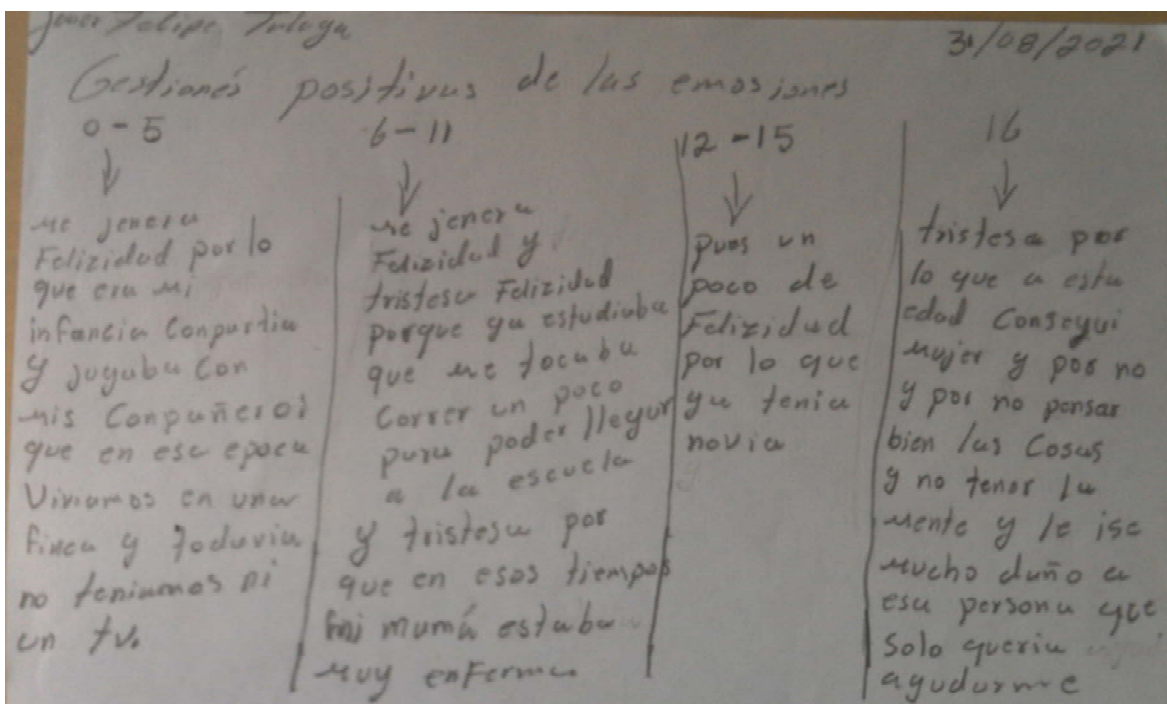 Felipe
31/08/2021
Gestionés positivas de las emosiones
0-5
me jenera
Felizidad por lo
que era mi
infancia Conpartia
y jugaba Con
mis Conpañeros
que en esa epoca
Viviamos en una
finca y todavia
no teniamos ni
un tv.
6-11
me jenera
Felizidad y
tristesa Felizidad
porque ya estudiaba
que me tocaba
Correr un poco
para poder llegar
a la escuela
y tristesa por
que en esos tiempos
mi mamá estaba
muy enferma
12-15
pues un
poco de
Felizidad
por lo que
ya tenia
novia
16
tristesa por
lo que a esta
edad Consegui
mujer y por no
y por no pensar
bien las Cosas
y no tener la
mente y le ise
mucho daño a
esa persona que
solo queria
ayudarme